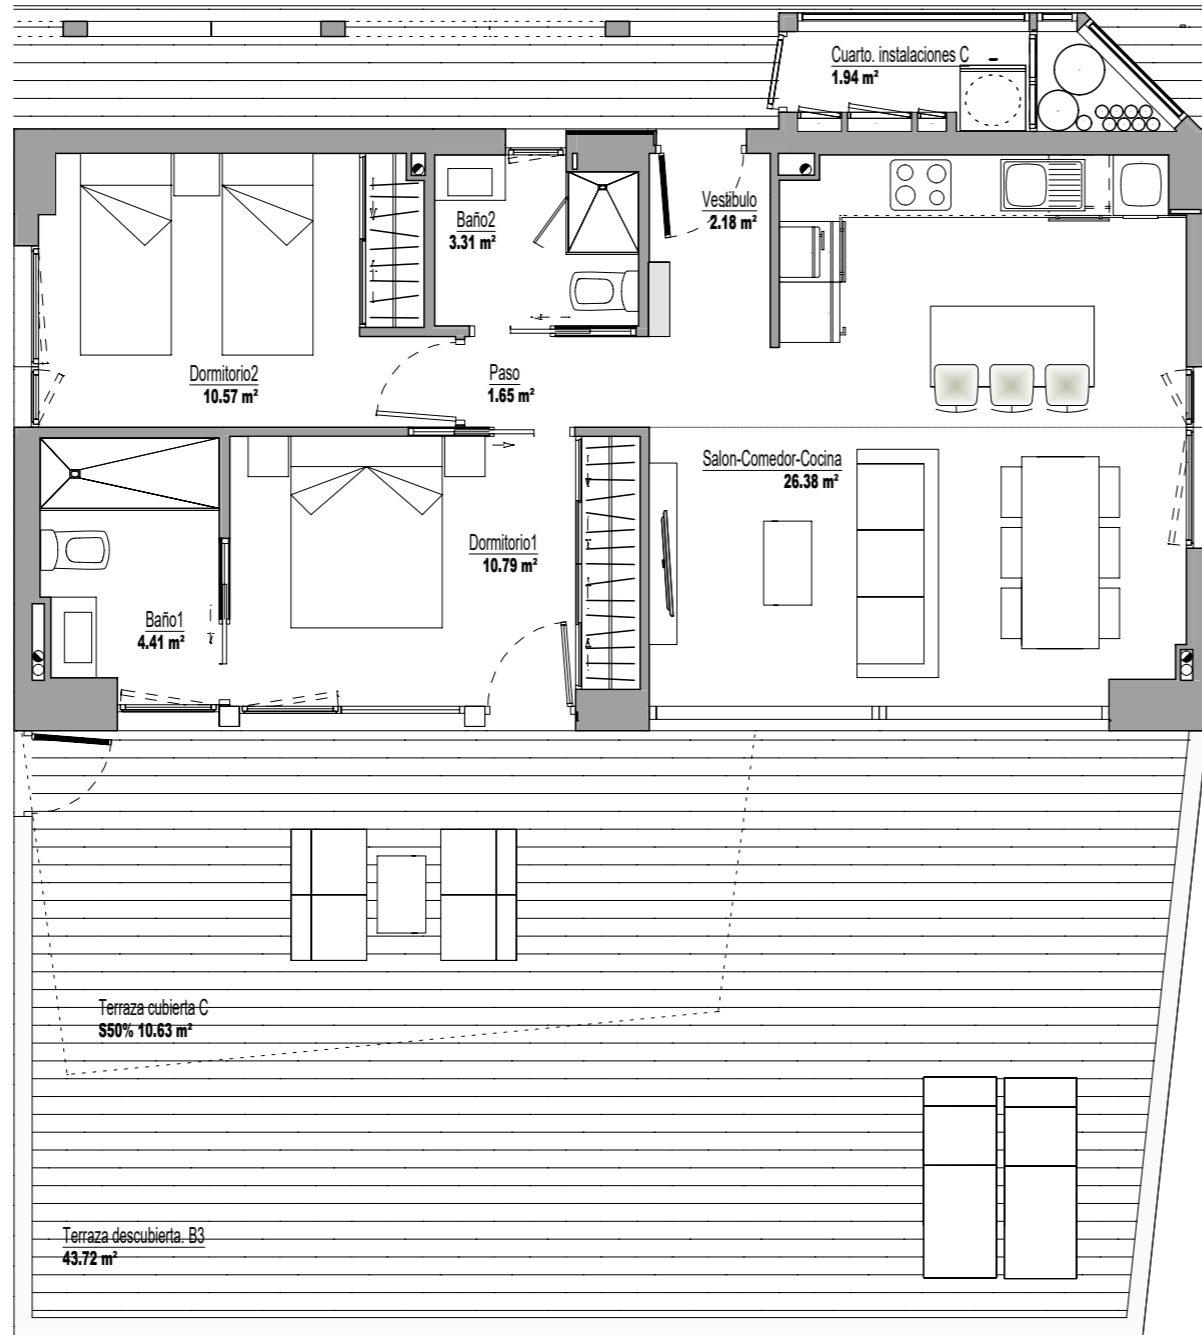 Cuarto. instalaciones C
1.94 m²
Vestibulo
2.18 m²
Baño2
3.31 m²
Dormitorio2
10.57 m²
Paso
1.65 m²
Salon-Comedor-Cocina
26.38 m²
Dormitorio1
10.79 m²
Baño1
4.41 m²
Terraza cubierta C
S50% 10.63 m²
Terraza descubierta. B3
43.72 m²